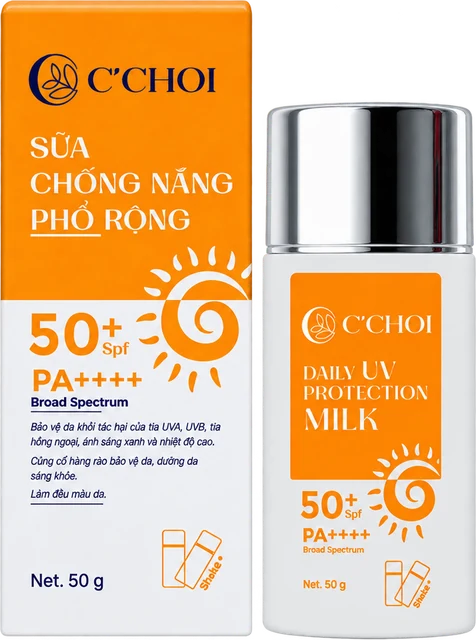 C'CHOI
SỮA
CHỐNG NẮNG
PHỔ RỘNG
50+
Spf
PA++++
Broad Spectrum
Bảo vệ da khỏi tác hại của tia UVA, UVB, tia
hồng ngoại, ánh sáng xanh và nhiệt độ cao.
Củng cố hàng rào bảo vệ da, dưỡng da
sáng khỏe.
Làm đều màu da.
Shake
Net. 50 g
C'CHOI
DAILY UV
PROTECTION
MILK
50+
Spf
PA++++
Broad Spectrum
Shake
Net. 50 g